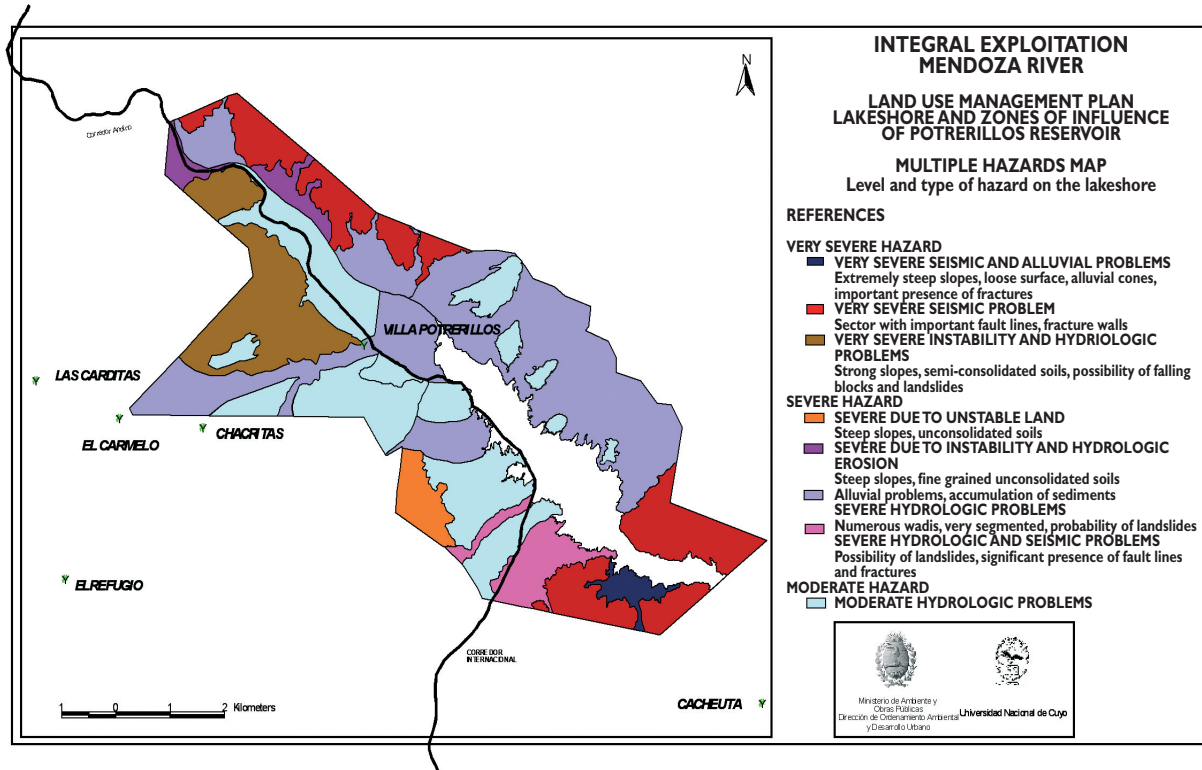 INTEGRAL EXPLOITATION
MENDOZA RIVER
LAND USE MANAGEMENT PLAN
LAKESHORE AND ZONES OF INFLUENCE
OF POTRERILLOS RESERVOIR
MULTIPLE HAZARDS MAP
Level and type of hazard on the lakeshore
REFERENCES
VERY SEVERE HAZARD
VERY SEVERE SEISMIC AND ALLUVIAL PROBLEMS
Extremely steep slopes, loose surface, alluvial cones,
important presence of fractures
VERY SEVERE SEISMIC PROBLEM
Sector with important fault lines, fracture walls
VERY SEVERE INSTABILITY AND HYDRIOLOGIC
PROBLEMS
Strong slopes, semi-consolidated soils, possibility of falling
blocks and landslides
SEVERE HAZARD
SEVERE DUE TO UNSTABLE LAND
Steep slopes, unconsolidated soils
SEVERE DUE TO INSTABILITY AND HYDROLOGIC
EROSION
Steep slopes, fine grained unconsolidated soils
Alluvial problems, accumulation of sediments
SEVERE HYDROLOGIC PROBLEMS
Numerous wadis, very segmented, probability of landslides
SEVERE HYDROLOGIC AND SEISMIC PROBLEMS
Possibility of landslides, significant presence of fault lines
and fractures
MODERATE HAZARD
MODERATE HYDROLOGIC PROBLEMS
Ministerio de Ambiente y
Obras Públicas
Dirección de Ordenamiento Ambiental
y Desarrollo Urbano
Universidad Nacional de Cuyo
N
Corredor Andino
VILLA POTRERILLOS
LAS CARDITAS
EL CARMELO
CHACRITAS
EL REFUGIO
CORREDOR
INTERNACIONAL
CACHEUTA
1 0 1 2 Kilometers